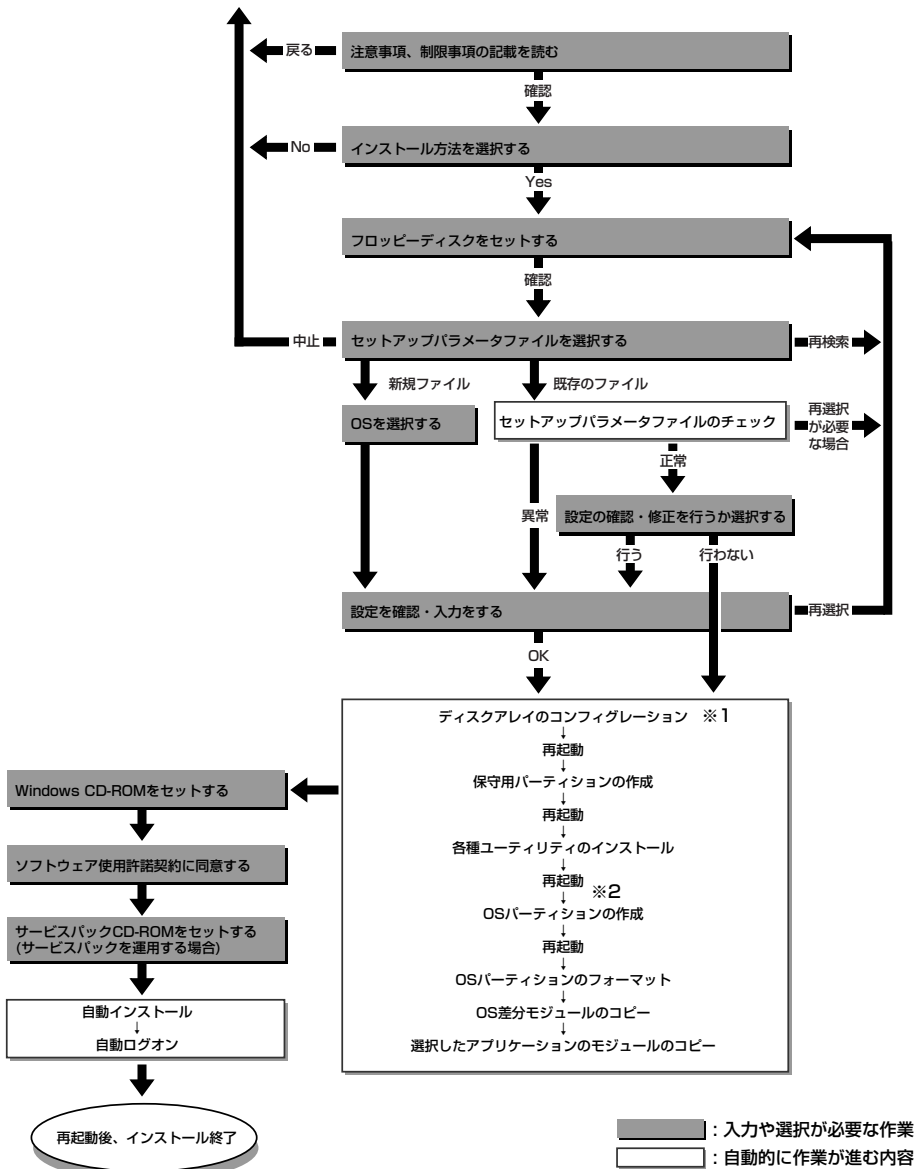 戻る
注意事項、制限事項の記載を読む
確認
No
インストール方法を選択する
Yes
フロッピーディスクをセットする
確認
中止
セットアップパラメータファイルを選択する
再検索
新規ファイル
既存のファイル
OSを選択する
セットアップパラメータファイルのチェック
再選択
が必要
な場合
正常
異常
設定の確認・修正を行うか選択する
行う
行わない
設定を確認・入力をする
再選択
OK
ディスクアレイのコンフィグレーション ※1
↓
再起動
↓
保守用パーティションの作成
↓
再起動
↓
各種ユーティリティのインストール
↓
再起動
↓ ※2
OSパーティションの作成
↓
再起動
↓
OSパーティションのフォーマット
↓
OS差分モジュールのコピー
↓
選択したアプリケーションのモジュールのコピー
Windows CD-ROMをセットする
ソフトウェア使用許諾契約に同意する
サービスパックCD-ROMをセットする
(サービスパックを運用する場合)
自動インストール
↓
自動ログオン
再起動後、インストール終了
：入力や選択が必要な作業
：自動的に作業が進む内容